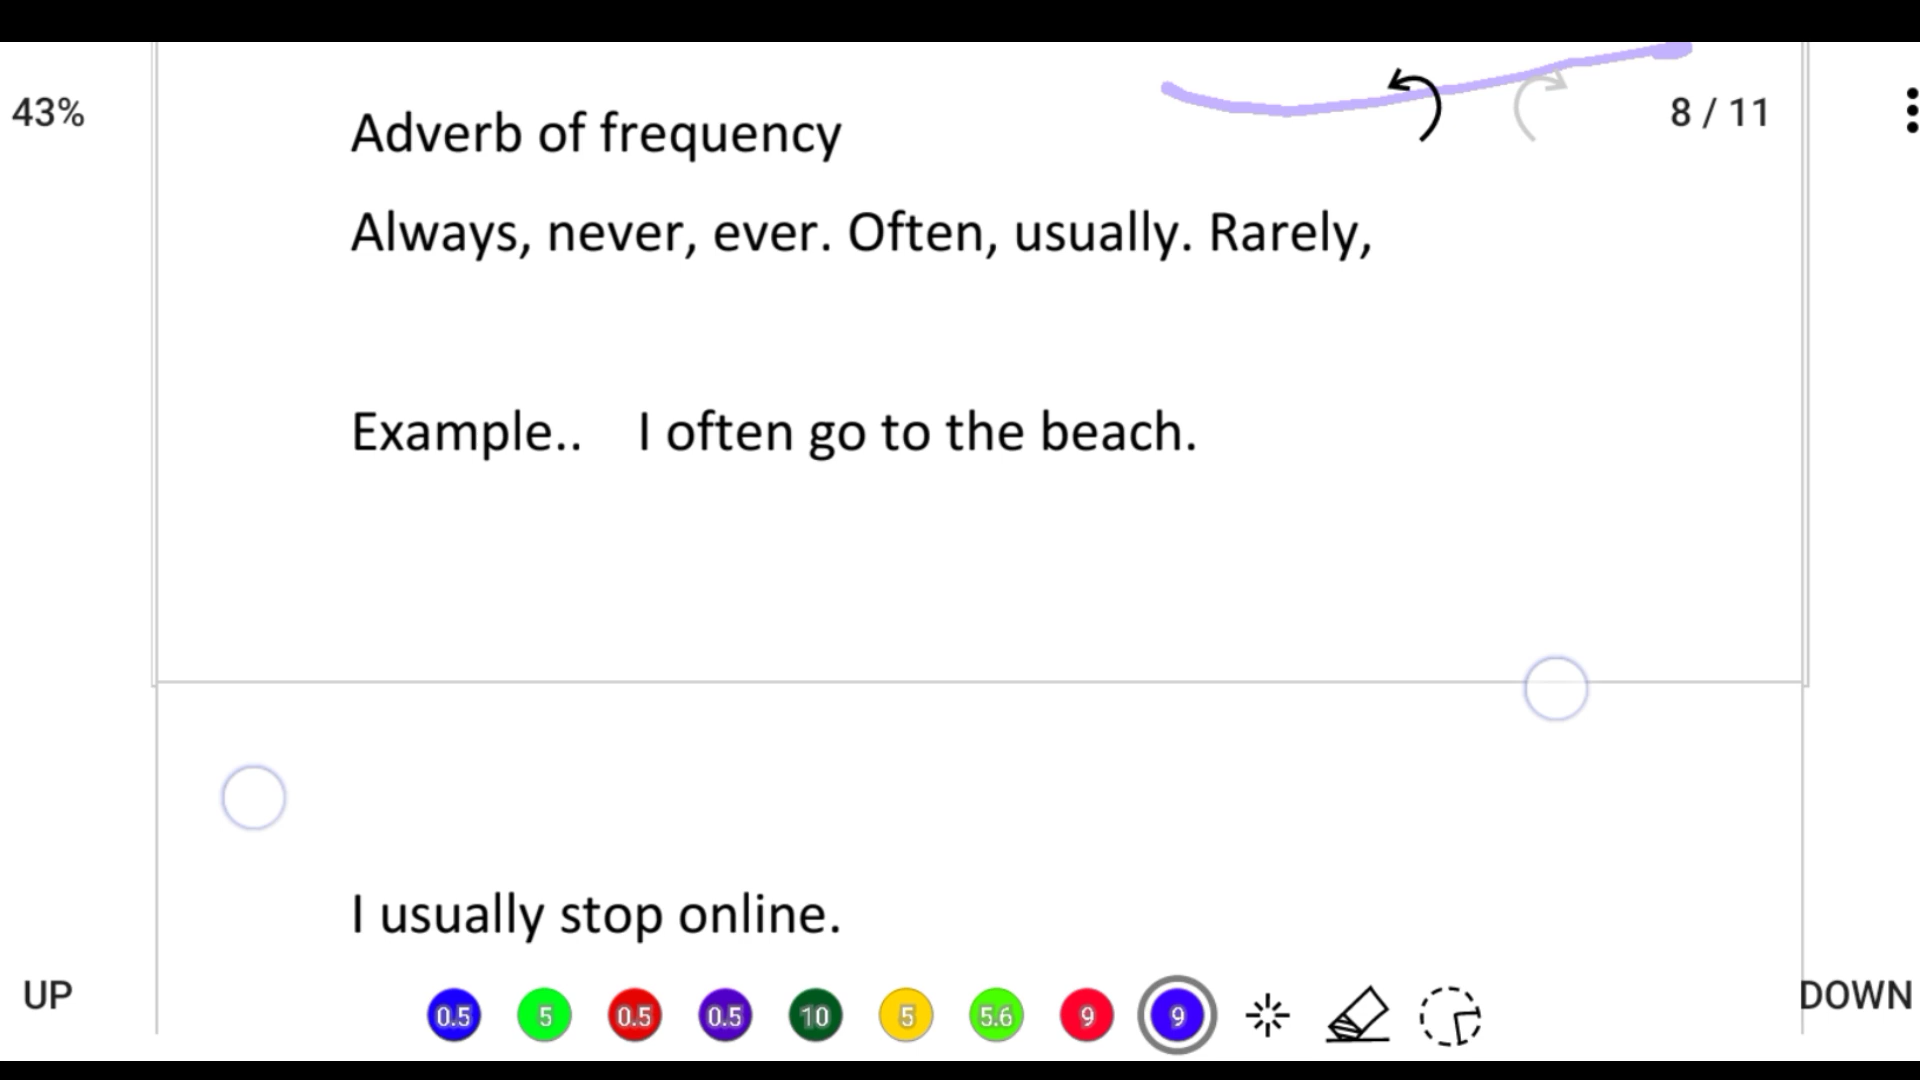 43%
8 / 11
Adverb of frequency
Always, never, ever. Often, usually. Rarely,
Example.. I often go to the beach.
I usually stop online.
UP
DOWN
0.5 5 0.5 0.5 10 5 5.6 9 9